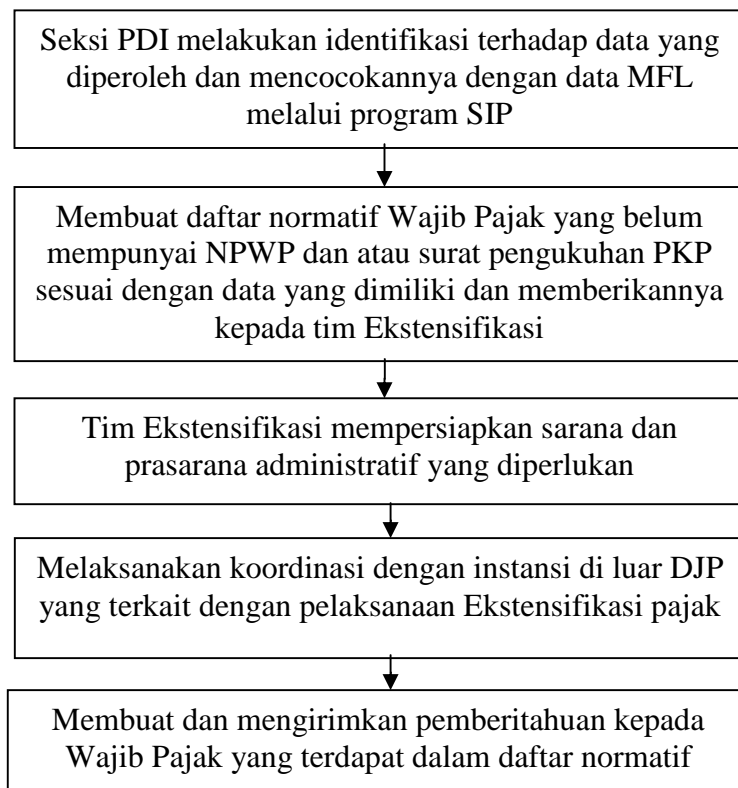 Seksi PDI melakukan identifikasi terhadap data yang
diperoleh dan mencocokannya dengan data MFL
melalui program SIP
Membuat daftar normatif Wajib Pajak yang belum
mempunyai NPWP dan atau surat pengukuhan PKP
sesuai dengan data yang dimiliki dan memberikannya
kepada tim Ekstensifikasi
Tim Ekstensifikasi mempersiapkan sarana dan
prasarana administratif yang diperlukan
Melaksanakan koordinasi dengan instansi di luar DJP
yang terkait dengan pelaksanaan Ekstensifikasi pajak
Membuat dan mengirimkan pemberitahuan kepada
Wajib Pajak yang terdapat dalam daftar normatif